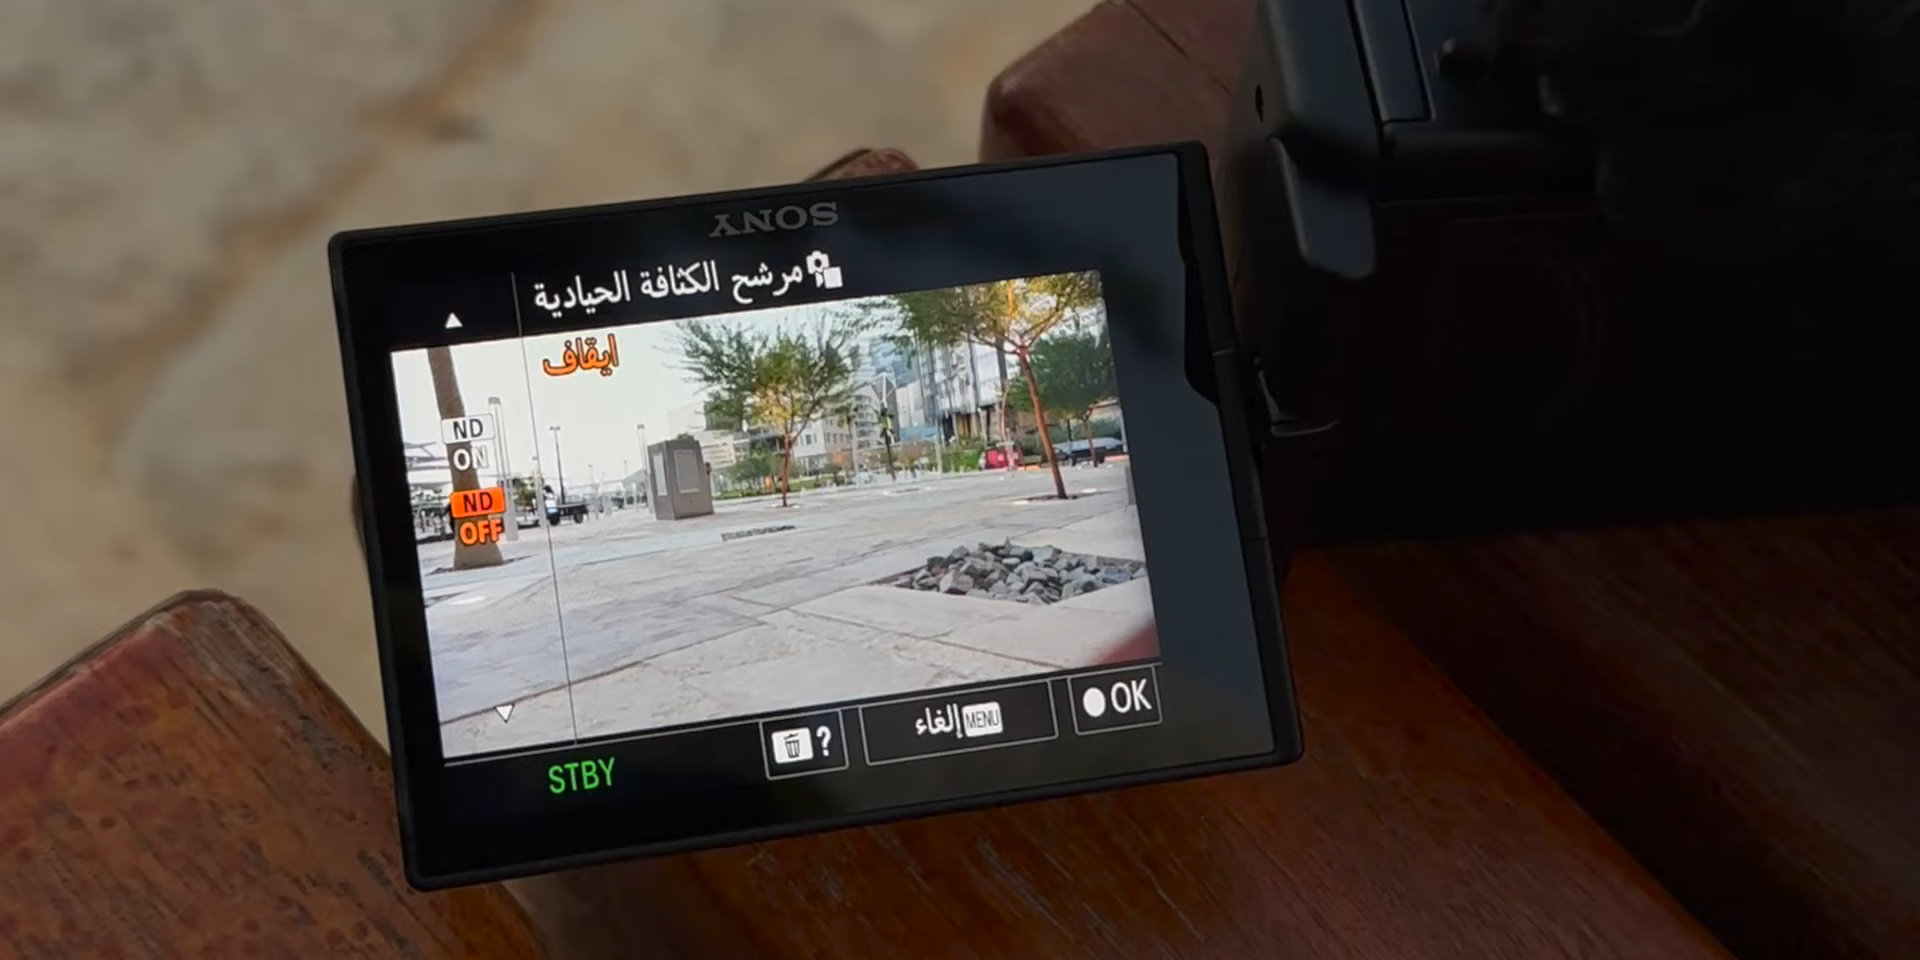 SONY
مرشح الكثافة الحيادية
ايقاف
ND
ON
ND
OFF
STBY
?
إلغاء MENU
OK